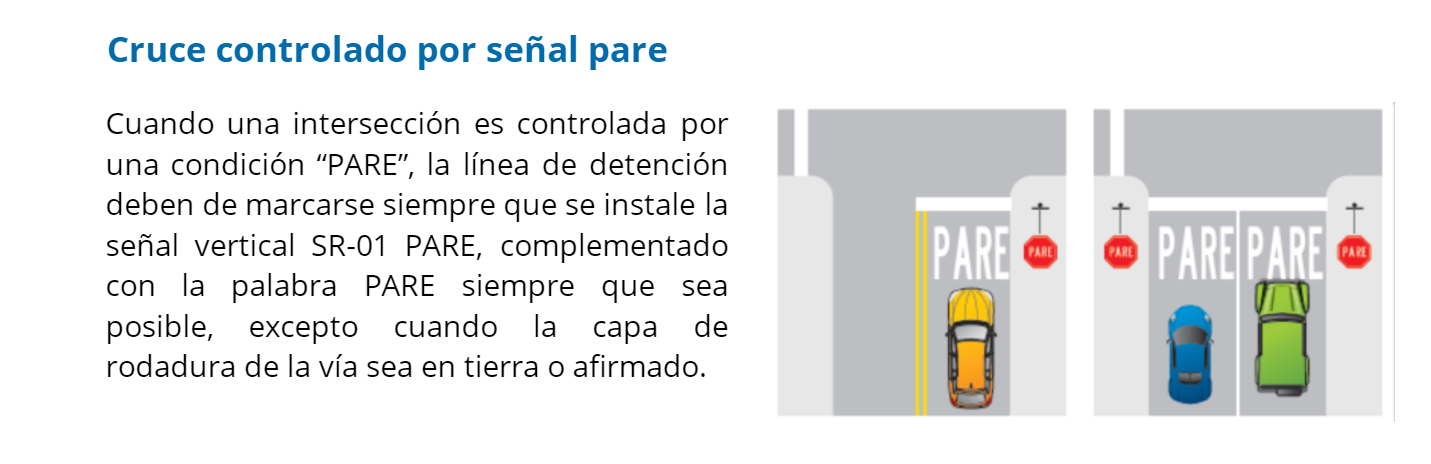 Cruce controlado por señal pare
Cuando una intersección es controlada por
una condición “PARE”, la línea de detención
deben de marcarse siempre que se instale la
señal vertical SR-01 PARE, complementado
con la palabra PARE siempre que sea
posible, excepto cuando la capa de
rodadura de la vía sea en tierra o afirmado.
PARE
PARE
PARE
PARE
PARE
PARE